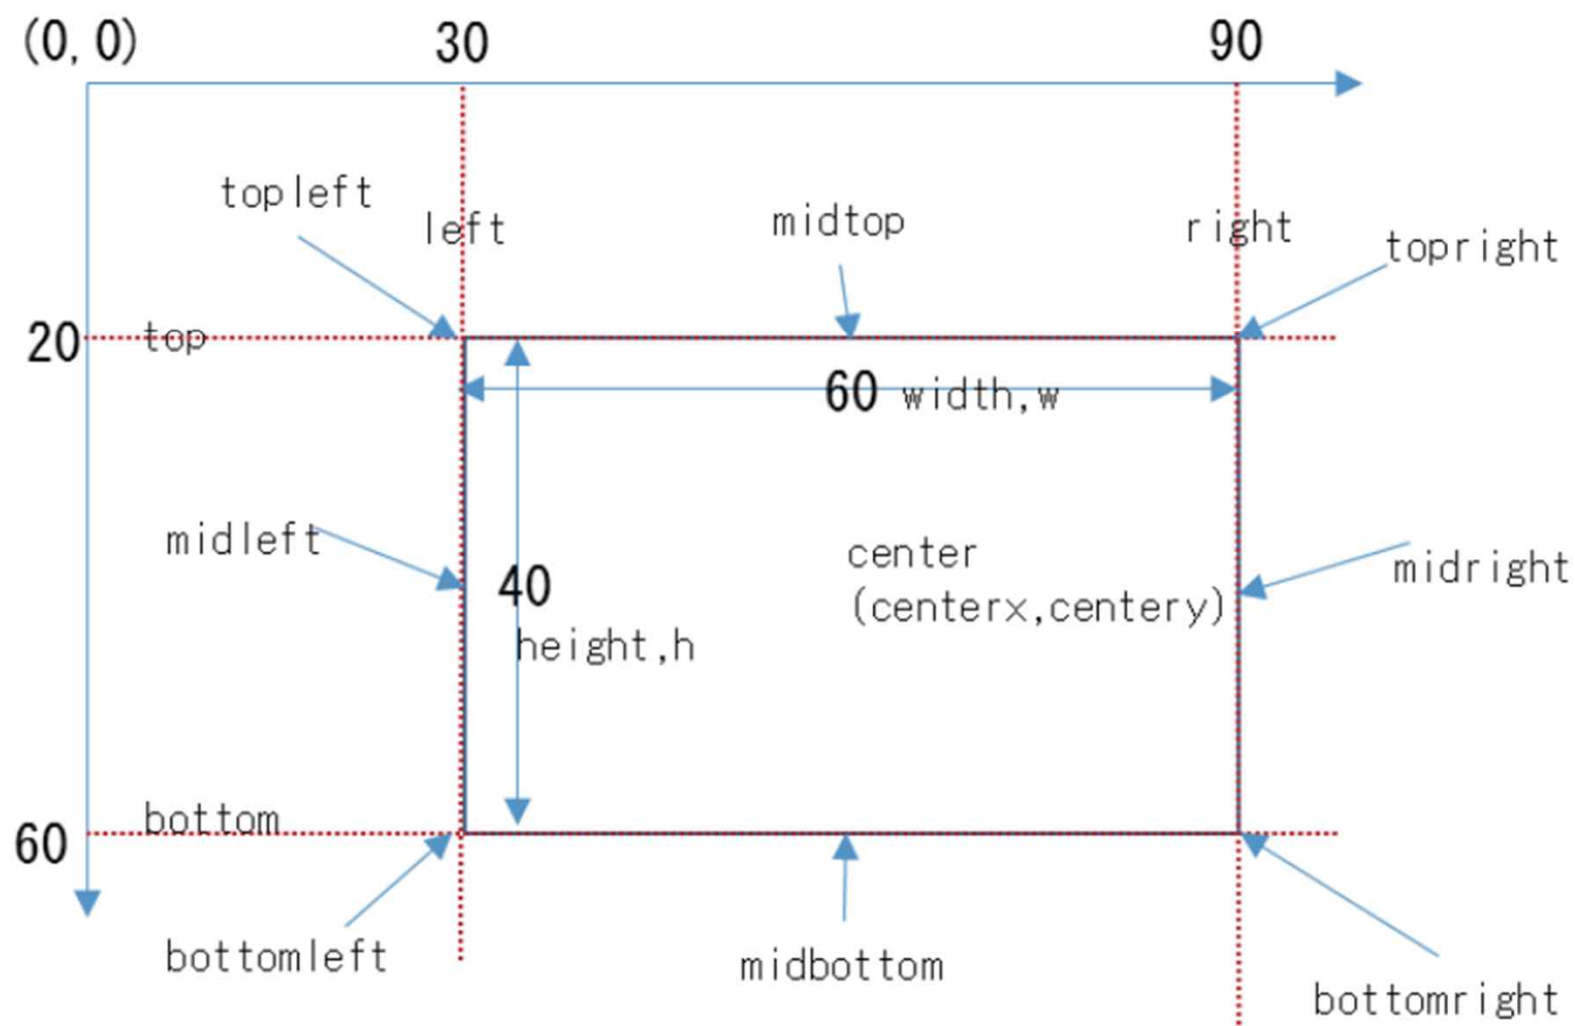 (0,0)
30
90
topleft
left
midtop
right
topright
20
top
60 width,w
midleft
center
(centerx,centery)
midright
40
height,h
bottom
60
bottomleft
midbottom
bottomright